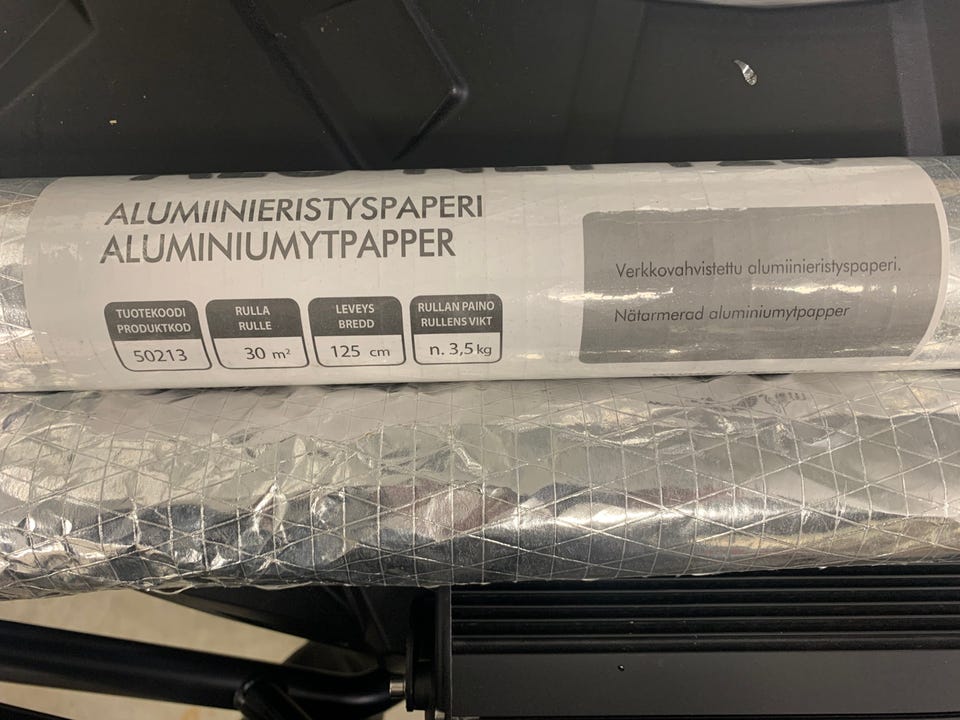 ALUMIINIERISTYSPAPERI
ALUMINIUMYTPAPPER
TUOTEKOODI
PRODUKTKOD
50213
RULLA
RULLE
30 m²
LEVEYS
BREDD
125 cm
RULLAN PAINO
RULLENS VIKT
n. 3,5 kg
Verkkovahvistettu alumiinieristyspaperi.
Nätarmerad aluminiumytpapper